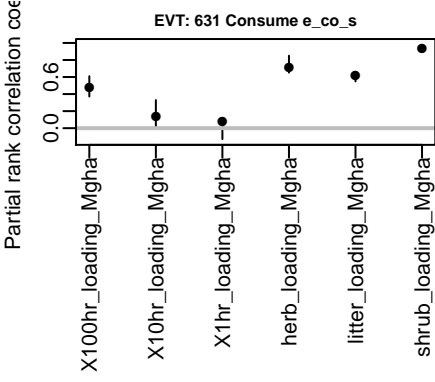 EVT: 631 Consume e_co_s
Partial rank correlation coe
0.6
0.0
X100hr_loading_Mgha
X10hr_loading_Mgha
X1hr_loading_Mgha
herb_loading_Mgha
litter_loading_Mgha
shrub_loading_Mgha